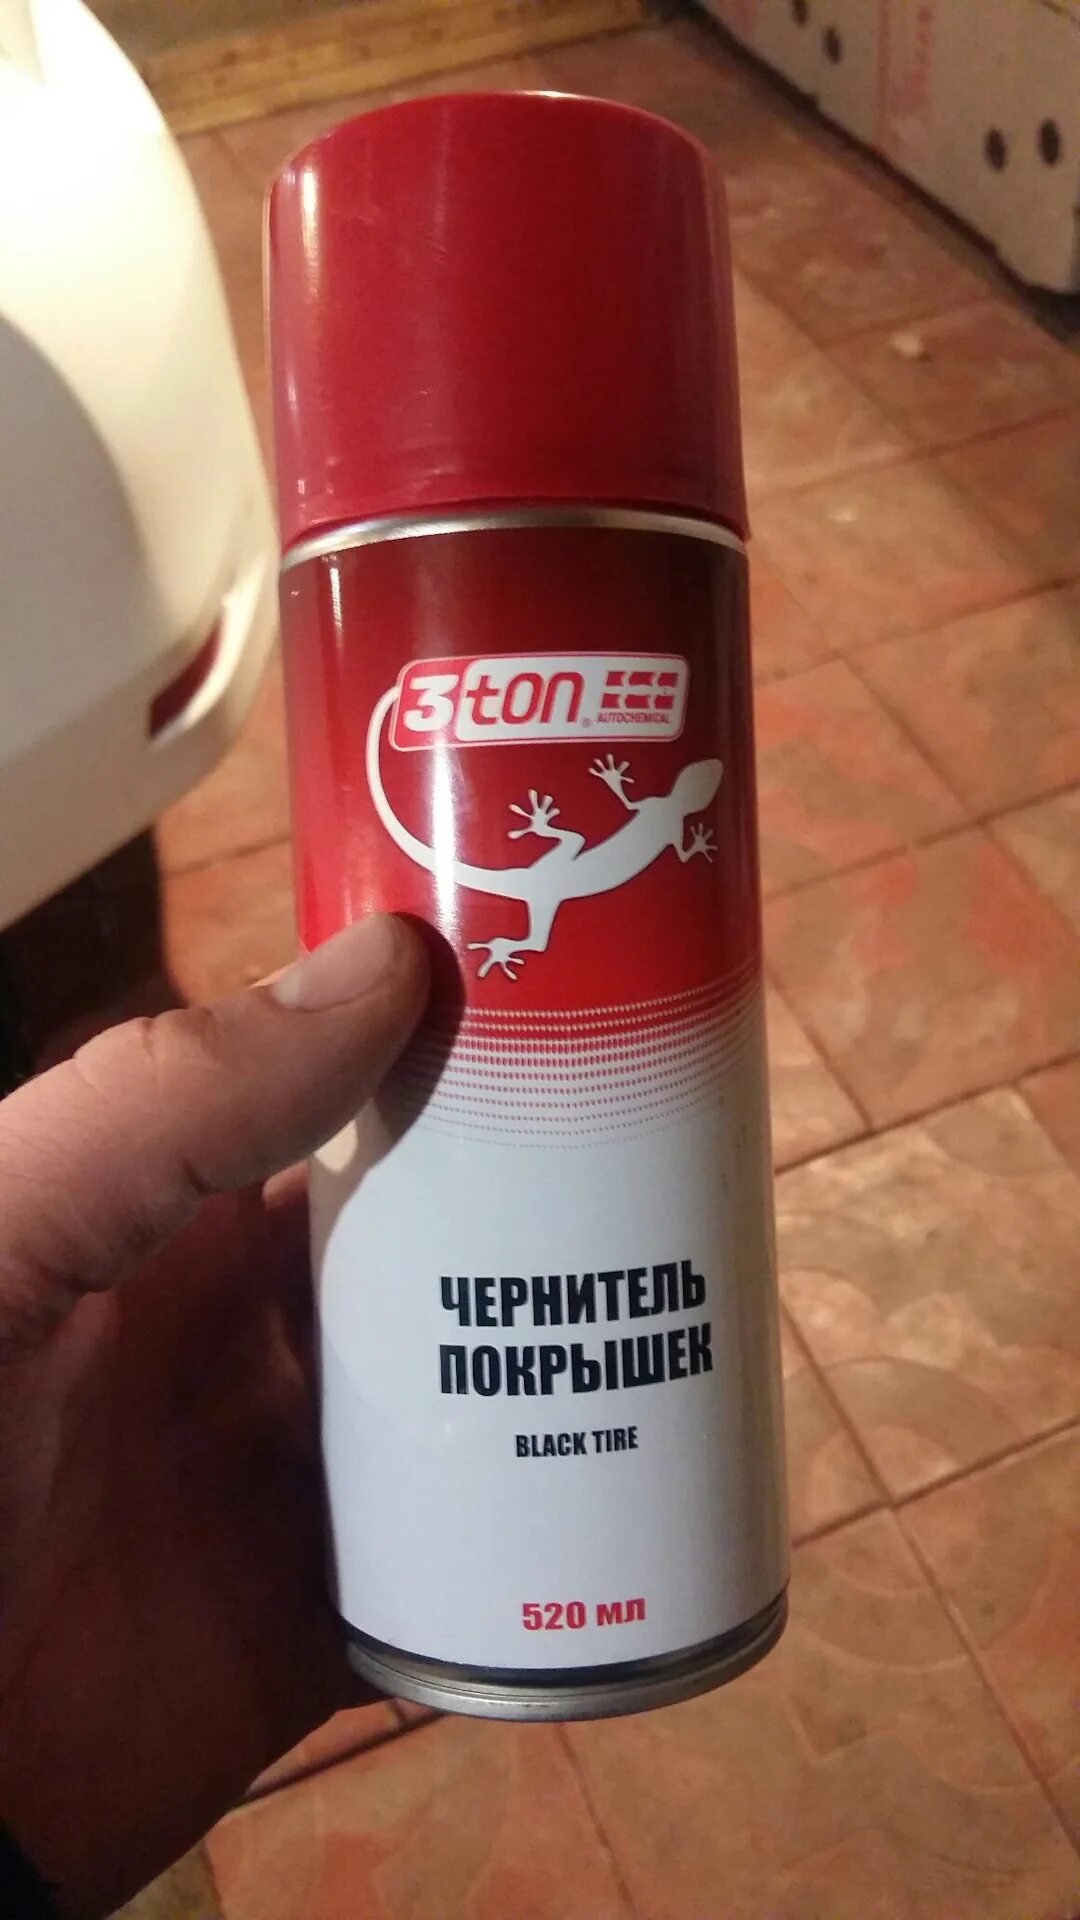 3ton®
AUTOCHEMICAL
ЧЕРНИТЕЛЬ
ПОКРЫШЕК
BLACK TIRE
520 мл